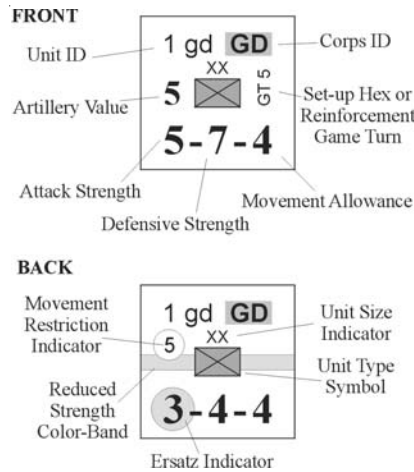 FRONT
Unit ID
1 gd GD
Corps ID
XX
Artillery Value
5
GT 5
Set-up Hex or
Reinforcement
Game Turn
5-7-4
Attack Strength
Movement Allowance
Defensive Strength
BACK
Movement
Restriction
Indicator
1 gd GD
5
XX
Unit Size
Indicator
Reduced
Strength
Color-Band
Unit Type
Symbol
3-4-4
Ersatz Indicator